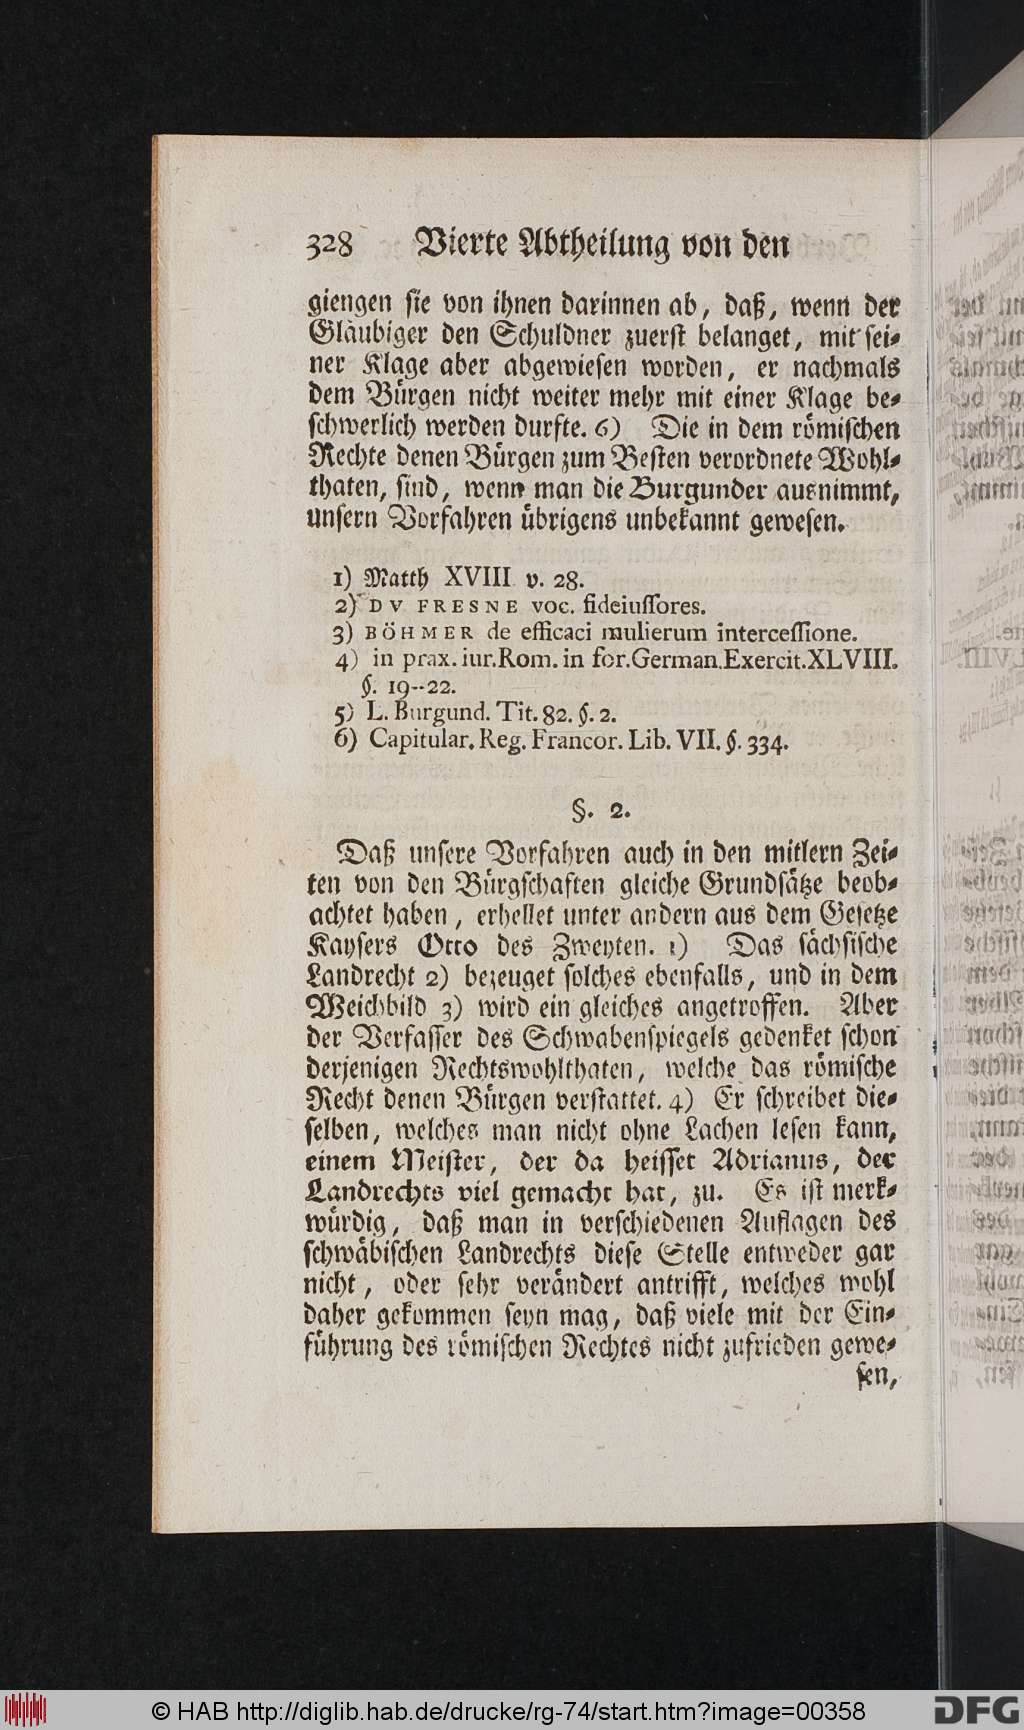 328 Vierte Abtheilung von den
giengen sie von ihnen darinnen ab, daß, wenn der
Gläubiger den Schuldner zuerst belanget, mit sei-
ner Klage aber abgewiesen worden, er nachmals
dem Bürgen nicht weiter mehr mit einer Klage be-
schwerlich werden durfte. 6) Die in dem römischen
Rechte denen Bürgen zum Besten verordnete Wohl-
thaten, sind, wenn man die Burgunder ausnimmt,
unsern Vorfahren übrigens unbekannt gewesen.
1) Matth XVIII v. 28.
2) DV FRESNE voc. fideiussores.
3) BÖHMER de efficaci mulierum intercessione.
4) in prax. iur. Rom. in for. German. Exercit. XLVIII.
§. 19--22.
5) L. Burgund. Tit. 82. §. 2.
6) Capitular. Reg. Francor. Lib. VII. §. 334.
§. 2.
Daß unsere Vorfahren auch in den mitlern Zei-
ten von den Bürgschaften gleiche Grundsätze beob-
achtet haben, erhellet unter andern aus dem Gesetze
Kaysers Otto des Zweyten. 1) Das sächsische
Landrecht 2) bezeuget solches ebenfalls, und in dem
Weichbild 3) wird ein gleiches angetroffen. Aber
der Verfasser des Schwabenspiegels gedenket schon
derjenigen Rechtswohlthaten, welche das römische
Recht denen Bürgen verstattet. 4) Er schreibet die-
selben, welches man nicht ohne Lachen lesen kann,
einem Meister, der da heisset Adrianus, der
Landrechts viel gemacht hat, zu. Es ist merk-
würdig, daß man in verschiedenen Auflagen des
schwäbischen Landrechts diese Stelle entweder gar
nicht, oder sehr verändert antrifft, welches wohl
daher gekommen seyn mag, daß viele mit der Ein-
führung des römischen Rechtes nicht zufrieden gewe-
sen,
© HAB http://diglib.hab.de/drucke/rg-74/start.htm?image=00358
DFG